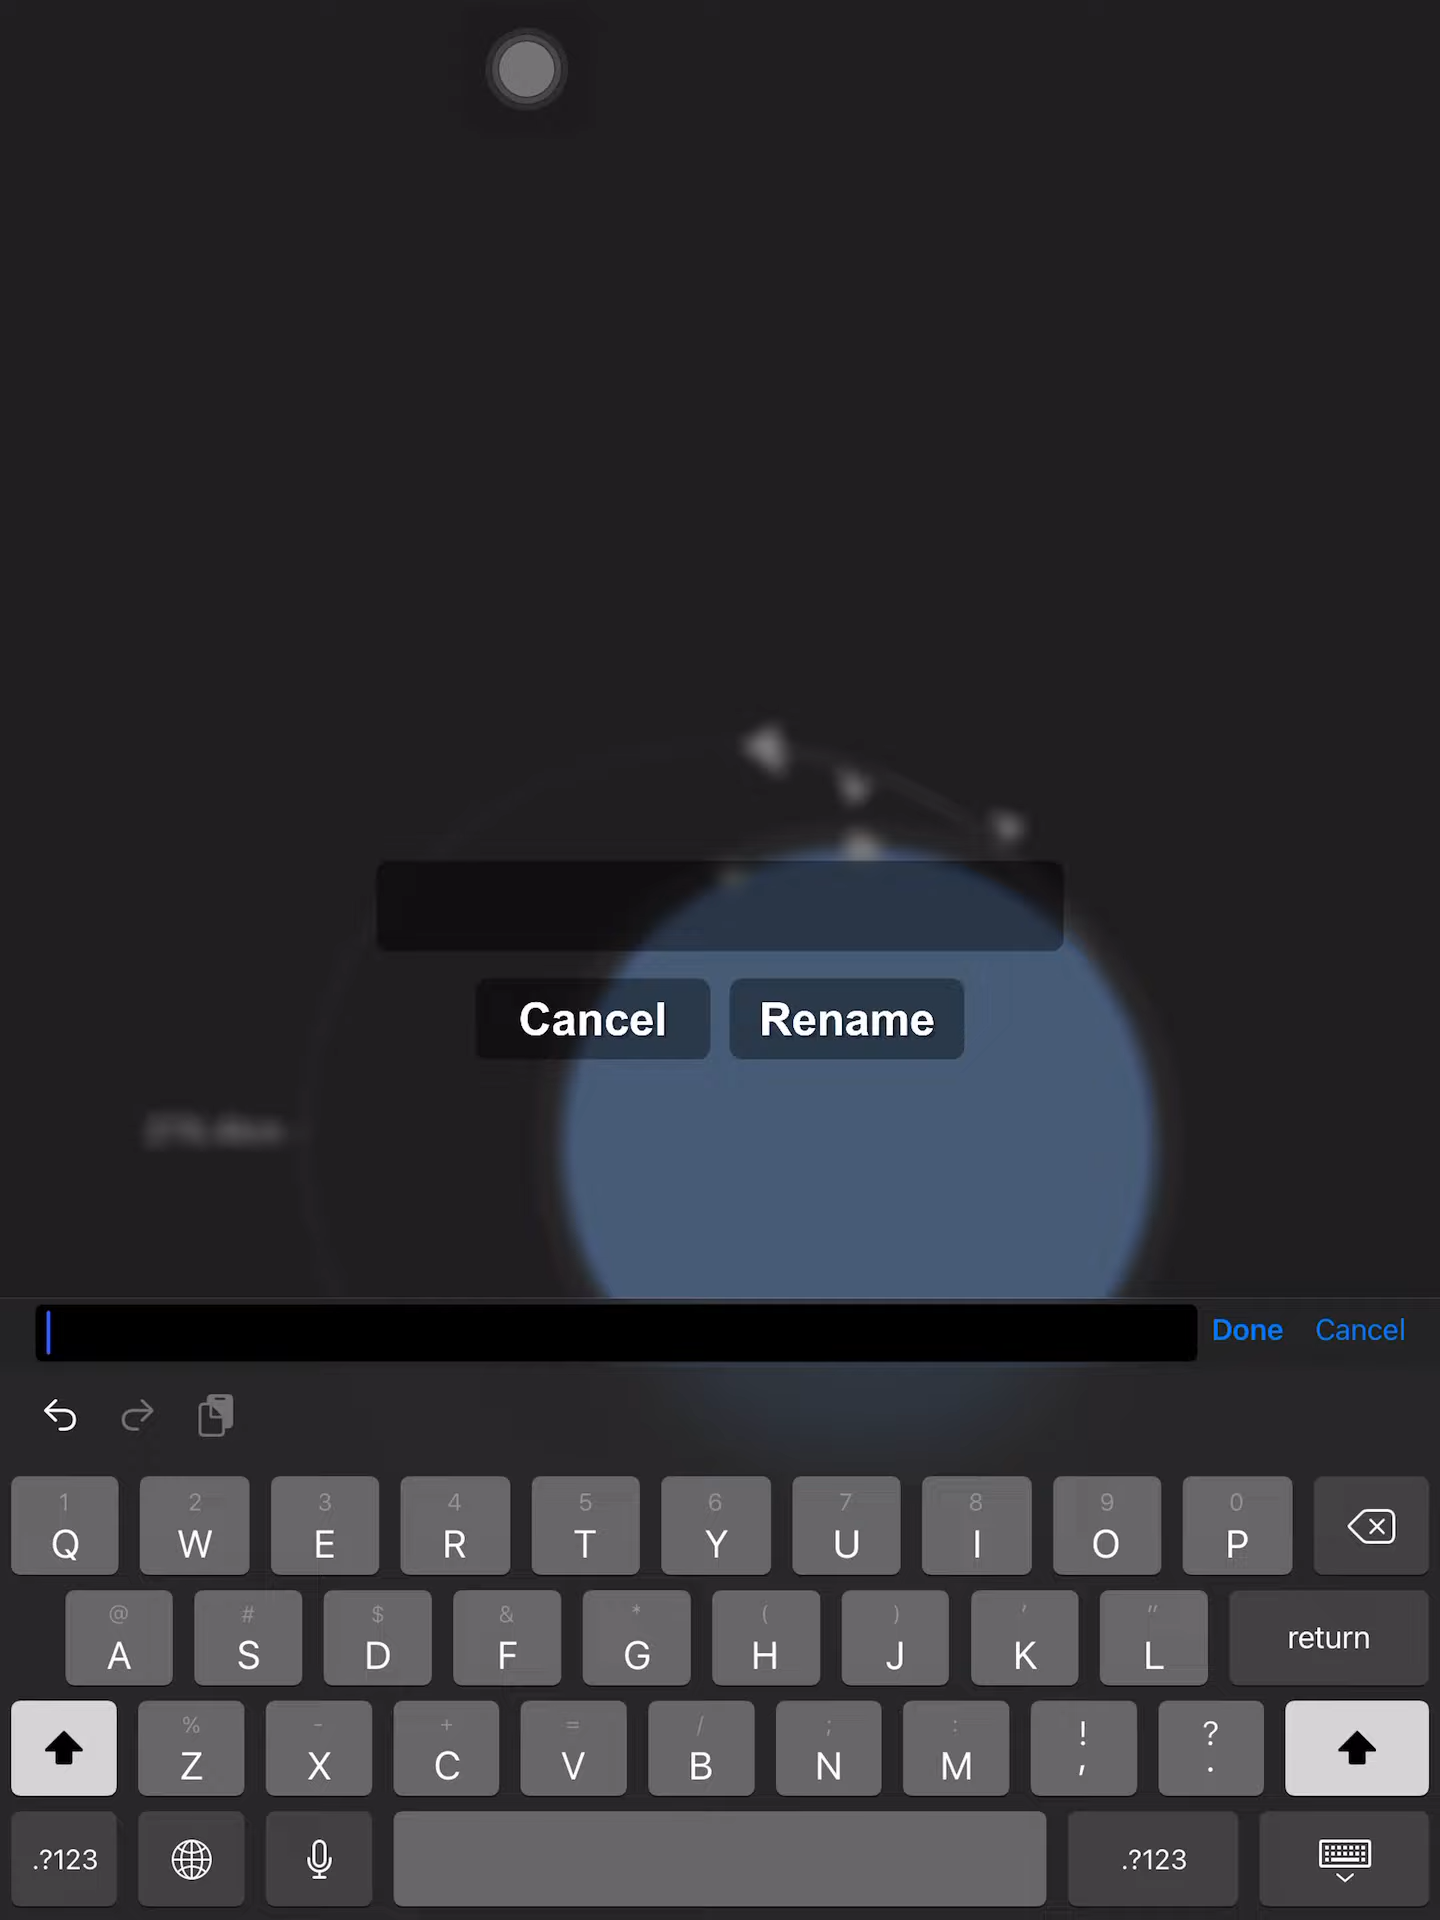 Cancel Rename
Done Cancel
1 2 3 4 5 6 7 8 9 0
Q W E R T Y U I O P
@ # $ & * ( ) ' "
A S D F G H J K L return
% - + = / ; : ! ?
Z X C V B N M , .
.?123 .?123